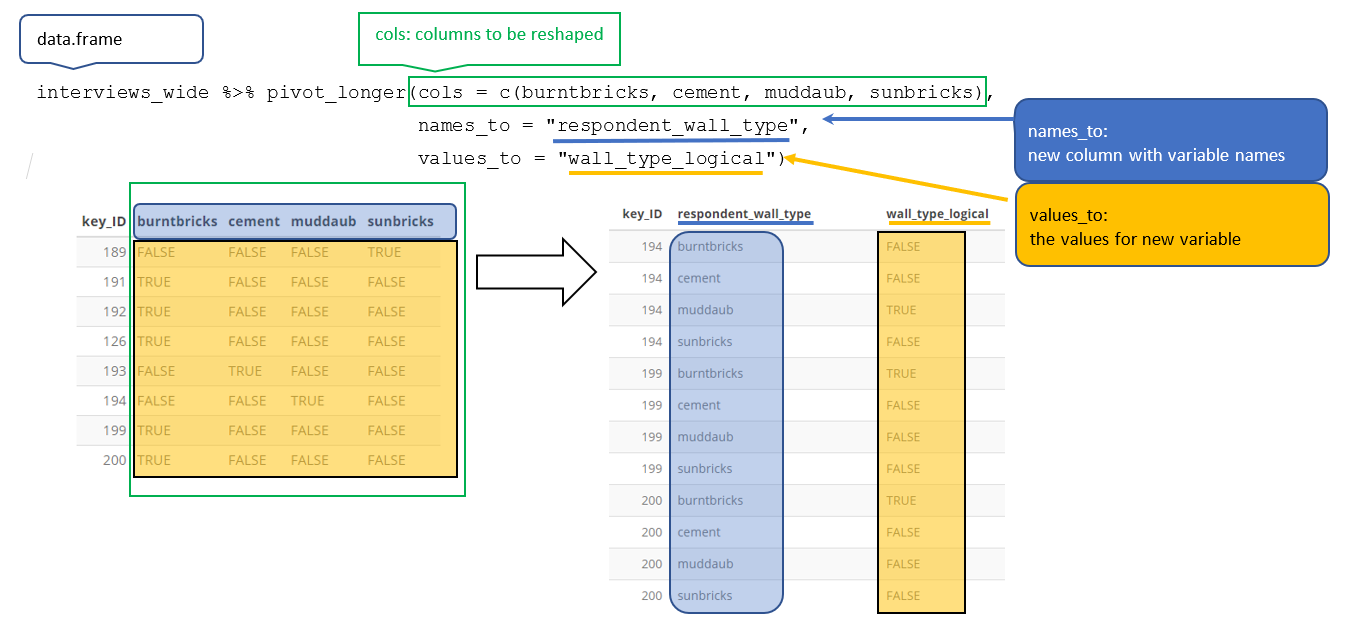 data.frame
cols: columns to be reshaped
interviews_wide %>% pivot_longer(cols = c(burntbricks, cement, muddaub, sunbricks),
names_to = "respondent_wall_type",
values_to = "wall_type_logical")
names_to:
new column with variable names
values_to:
the values for new variable
key_ID burntbricks cement muddaub sunbricks
189 FALSE FALSE FALSE TRUE
191 TRUE FALSE FALSE FALSE
192 TRUE FALSE FALSE FALSE
126 TRUE FALSE FALSE FALSE
193 FALSE TRUE FALSE FALSE
194 FALSE FALSE TRUE FALSE
199 TRUE FALSE FALSE FALSE
200 TRUE FALSE FALSE FALSE
key_ID respondent_wall_type wall_type_logical
194 burntbricks FALSE
194 cement FALSE
194 muddaub TRUE
194 sunbricks FALSE
199 burntbricks TRUE
199 cement FALSE
199 muddaub FALSE
199 sunbricks FALSE
200 burntbricks TRUE
200 cement FALSE
200 muddaub FALSE
200 sunbricks FALSE